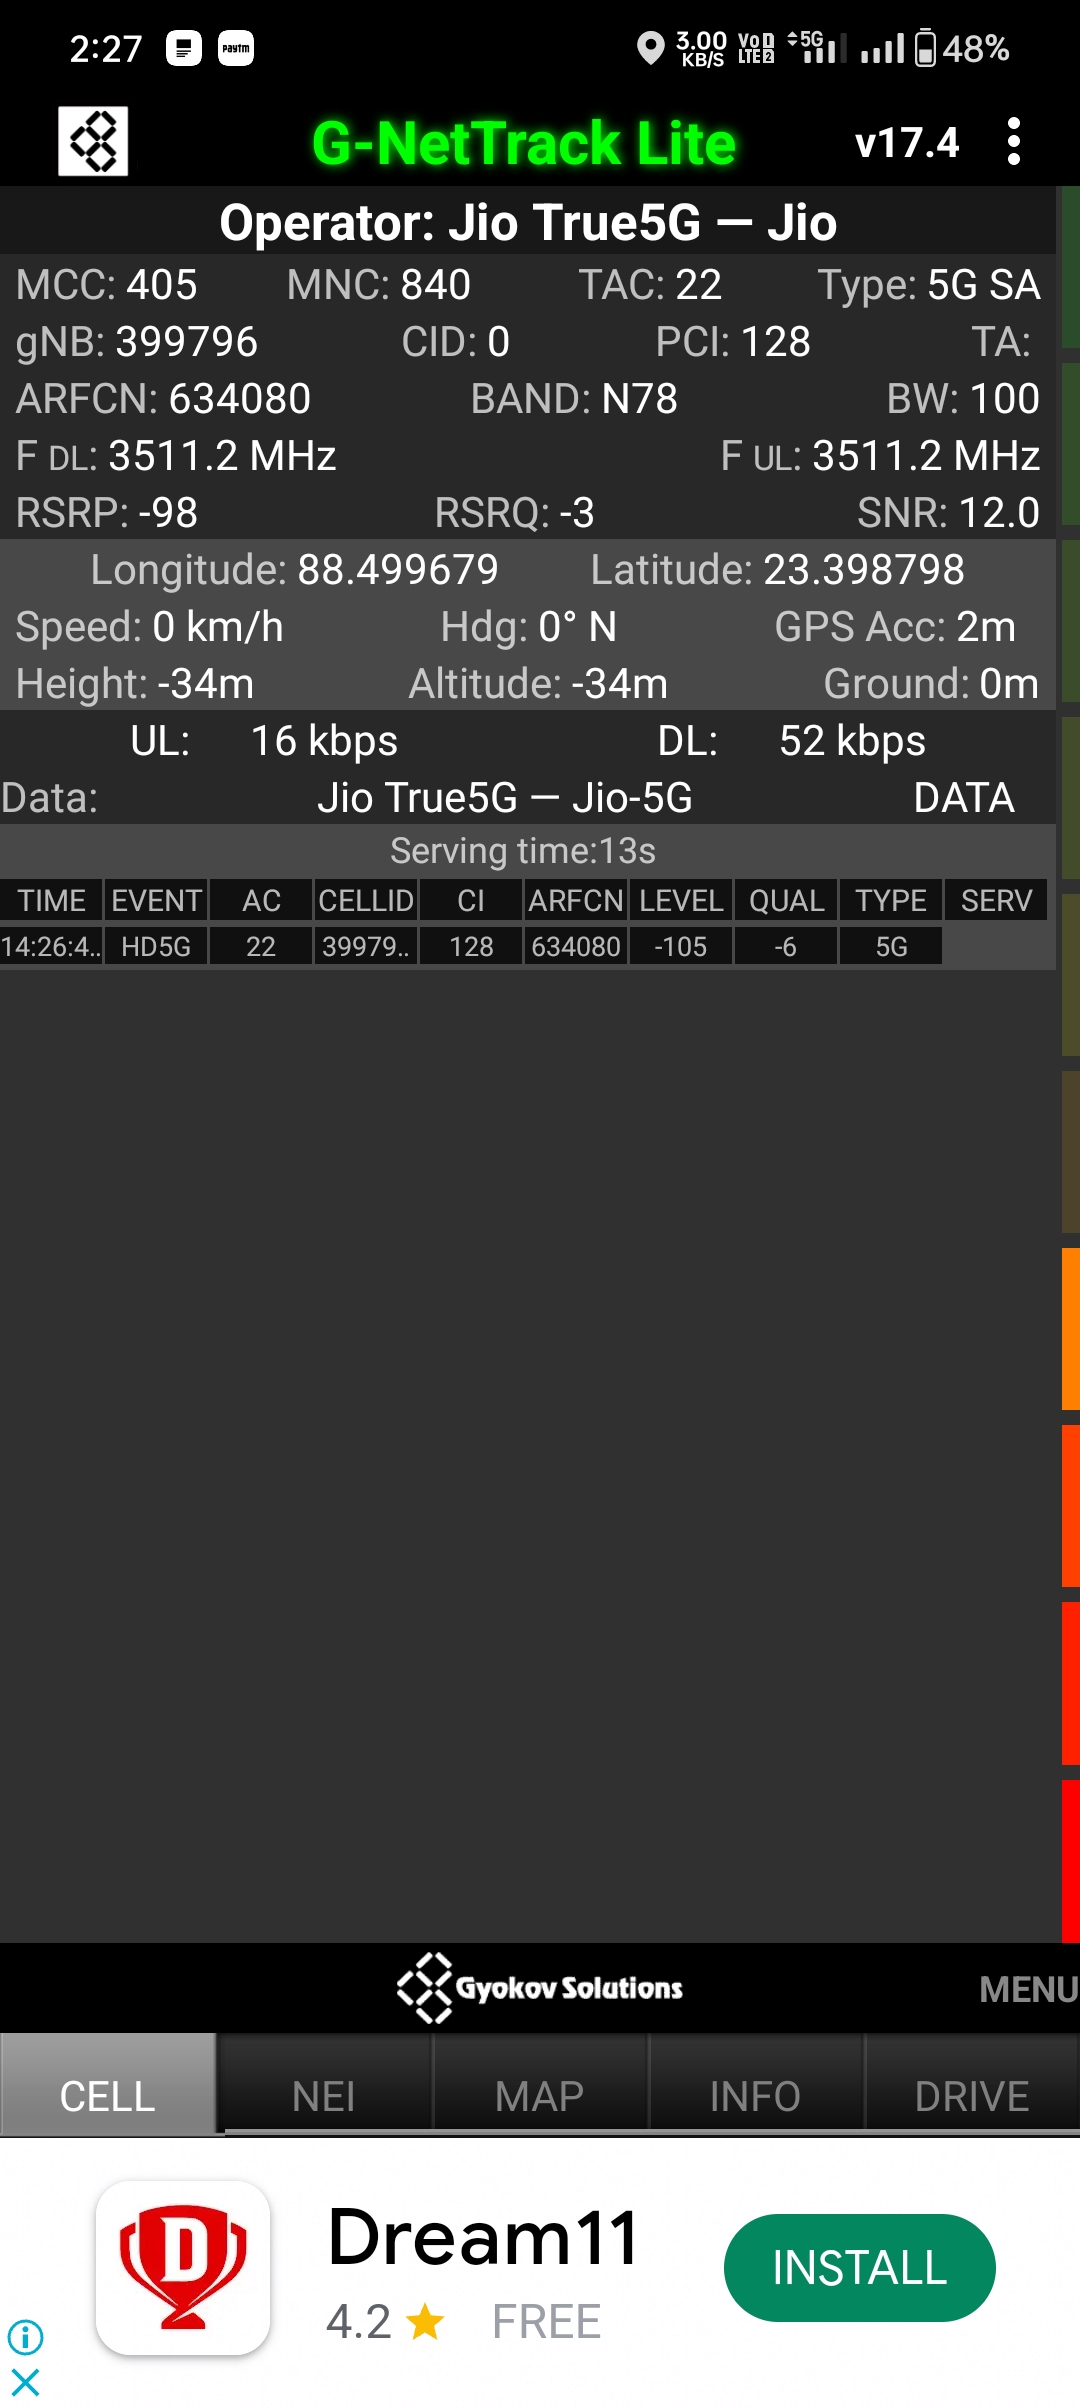 2:27 paytm 3.00 KB/S VoD LTE2 5G 48%
G-NetTrack Lite v17.4
Operator: Jio True5G — Jio
MCC: 405 MNC: 840 TAC: 22 Type: 5G SA
gNB: 399796 CID: 0 PCI: 128 TA:
ARFCN: 634080 BAND: N78 BW: 100
F DL: 3511.2 MHz F UL: 3511.2 MHz
RSRP: -98 RSRQ: -3 SNR: 12.0
Longitude: 88.499679 Latitude: 23.398798
Speed: 0 km/h Hdg: 0° N GPS Acc: 2m
Height: -34m Altitude: -34m Ground: 0m
UL: 16 kbps DL: 52 kbps
Data: Jio True5G — Jio-5G DATA
Serving time:13s
TIME EVENT AC CELLID CI ARFCN LEVEL QUAL TYPE SERV
14:26:4.. HD5G 22 39979.. 128 634080 -105 -6 5G
Gyokov Solutions MENU
CELL NEI MAP INFO DRIVE
D Dream11 INSTALL
4.2 FREE